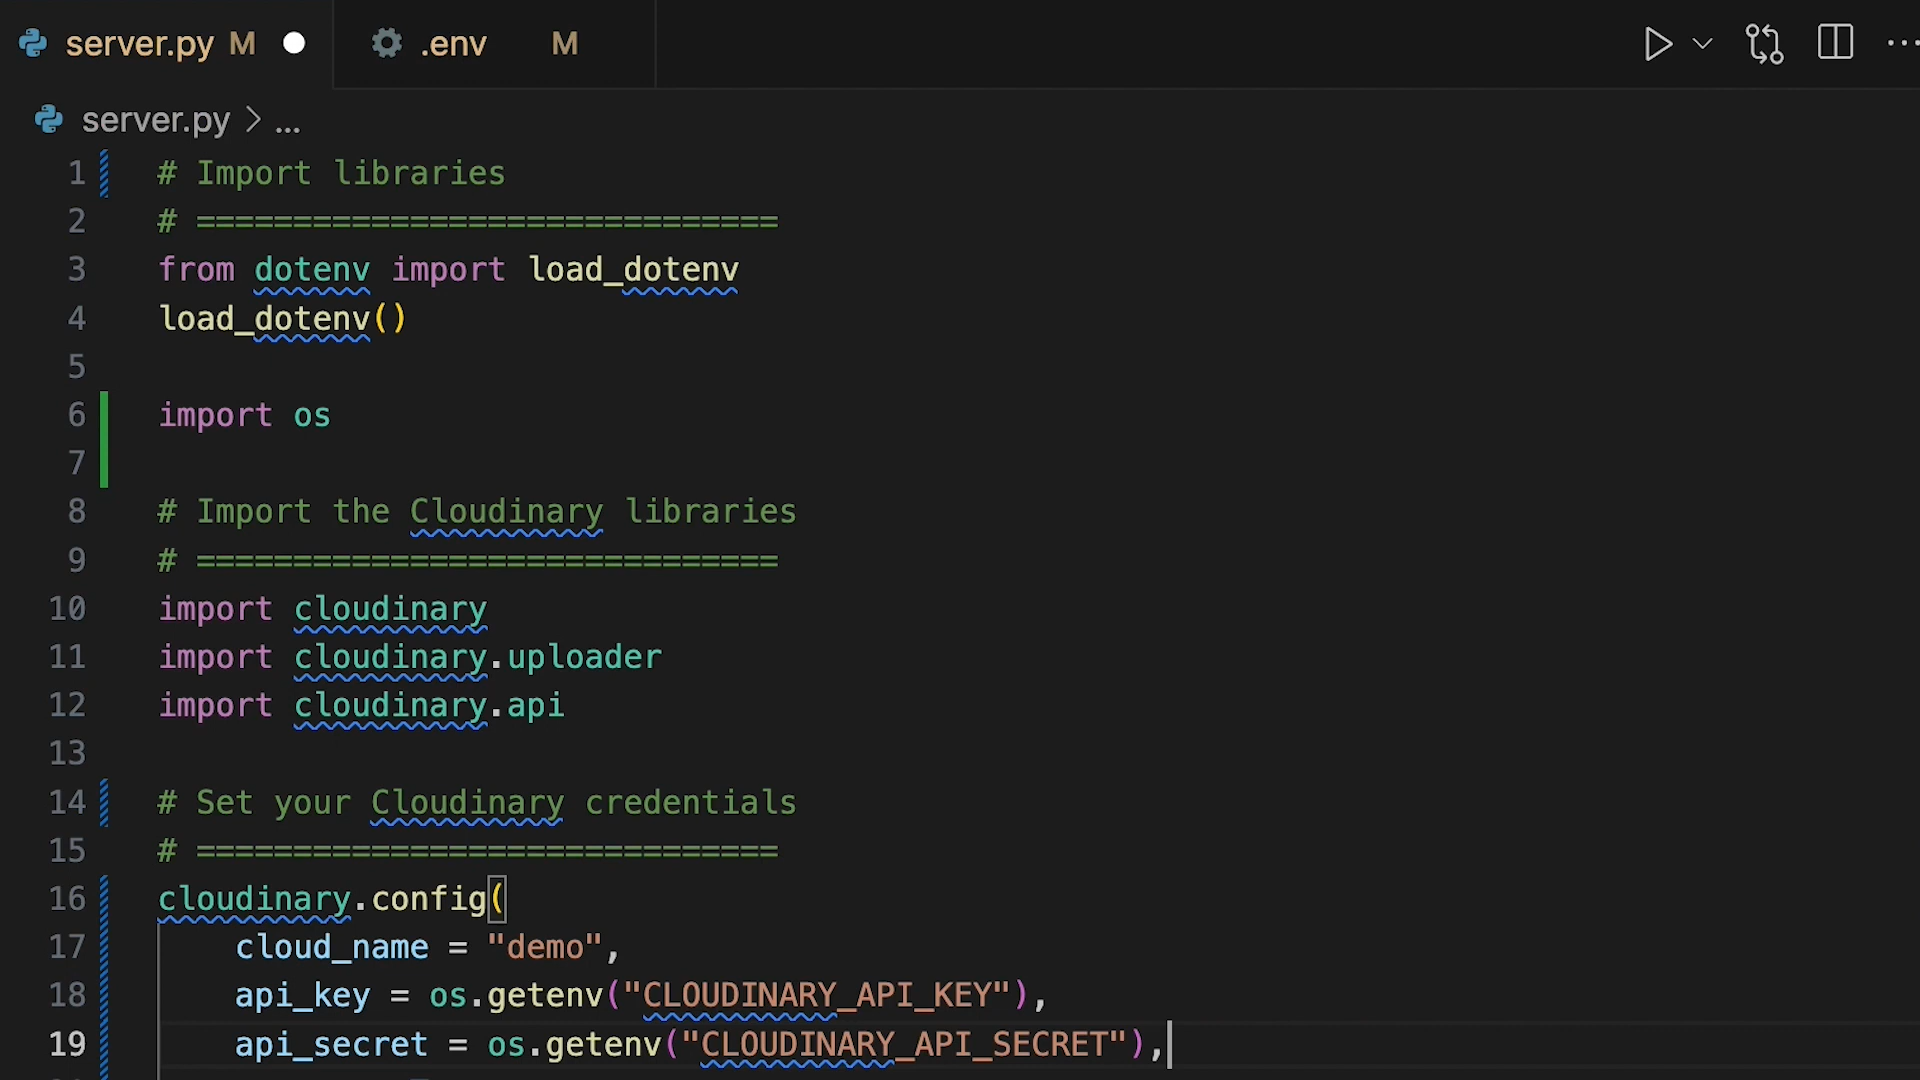 server.py M .env M
server.py > ...
1 # Import libraries
2 # ==============================
3 from dotenv import load_dotenv
4 load_dotenv()
5
6 import os
7
8 # Import the Cloudinary libraries
9 # ==============================
10 import cloudinary
11 import cloudinary.uploader
12 import cloudinary.api
13
14 # Set your Cloudinary credentials
15 # ==============================
16 cloudinary.config(
17 cloud_name = "demo",
18 api_key = os.getenv("CLOUDINARY_API_KEY"),
19 api_secret = os.getenv("CLOUDINARY_API_SECRET"),